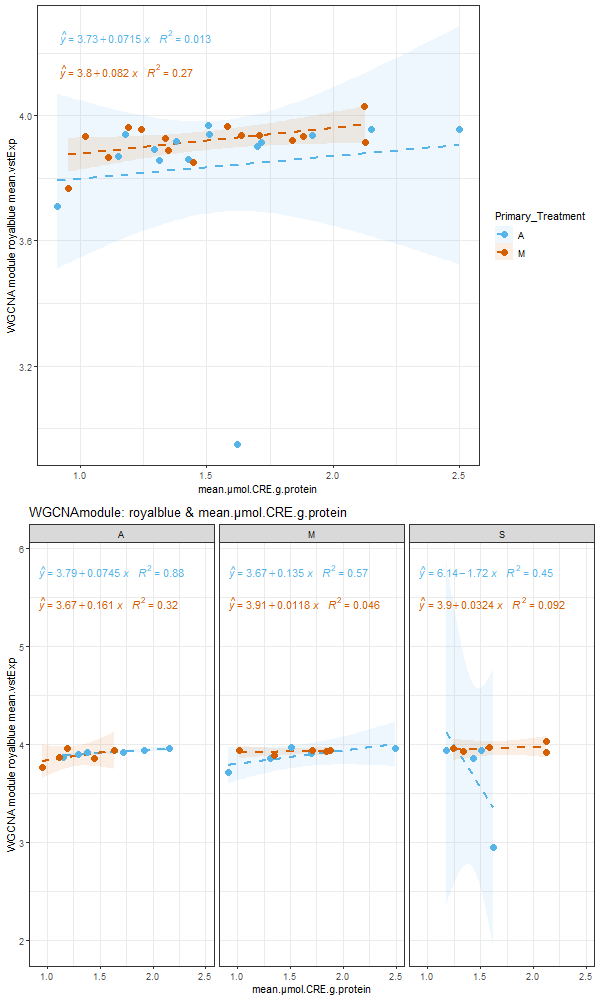 ŷ = 3.73 + 0.0715 x R² = 0.013
ŷ = 3.8 + 0.082 x R² = 0.27
4.0
3.6
3.2
WGCNA module royalblue mean.vstExp
1.0 1.5 2.0 2.5
mean.µmol.CRE.g.protein
Primary_Treatment
A
M
WGCNAmodule: royalblue & mean.µmol.CRE.g.protein
A M S
ŷ = 3.79 + 0.0745 x R² = 0.88
ŷ = 3.67 + 0.161 x R² = 0.32
ŷ = 3.67 + 0.135 x R² = 0.57
ŷ = 3.91 + 0.0118 x R² = 0.046
ŷ = 6.14 − 1.72 x R² = 0.45
ŷ = 3.9 + 0.0324 x R² = 0.092
6
5
4
3
2
WGCNA module royalblue mean.vstExp
1.0 1.5 2.0 2.5 1.0 1.5 2.0 2.5 1.0 1.5 2.0 2.5
mean.µmol.CRE.g.protein